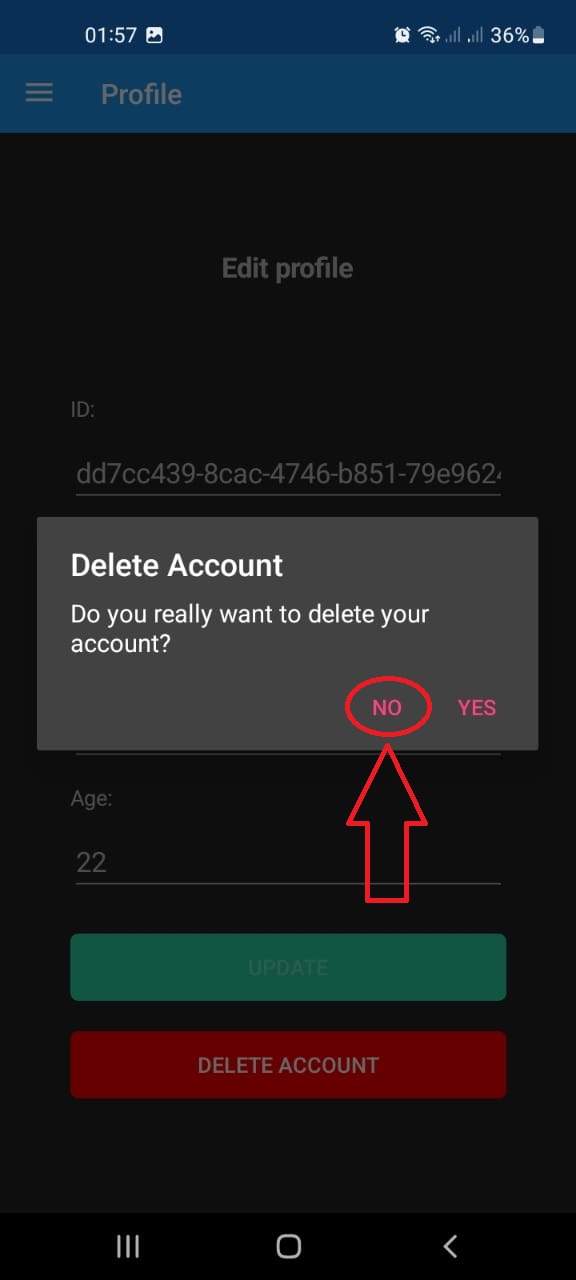 01:57
36%
Profile
Edit profile
ID:
dd7cc439-8cac-4746-b851-79e962
Delete Account
Do you really want to delete your
account?
NO YES
Age:
22
UPDATE
DELETE ACCOUNT